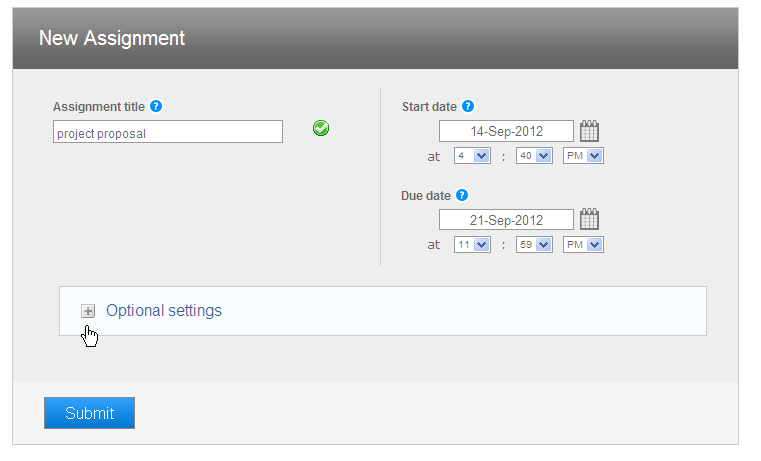 New Assignment
Assignment title ?
project proposal
Start date ?
14-Sep-2012
at 4 : 40 PM
Due date ?
21-Sep-2012
at 11 : 59 PM
Optional settings
Submit